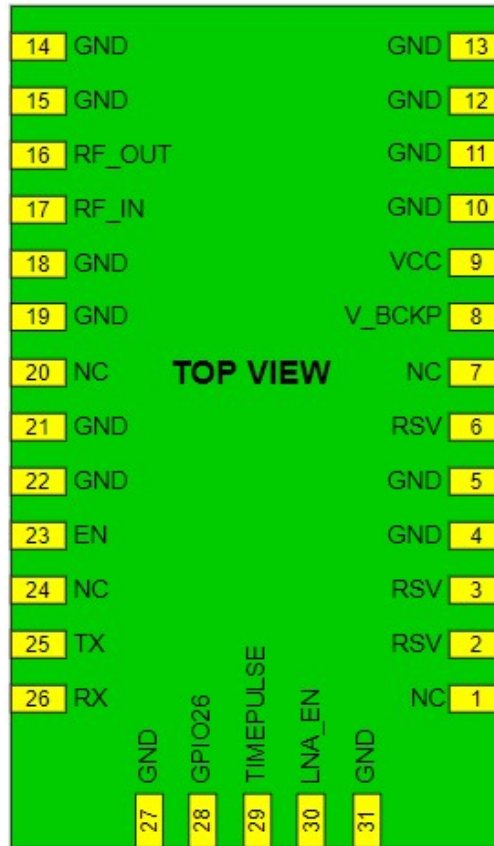 14 GND GND 13
15 GND GND 12
16 RF_OUT GND 11
17 RF_IN GND 10
18 GND VCC 9
19 GND V_BCKP 8
20 NC TOP VIEW NC 7
21 GND RSV 6
22 GND GND 5
23 EN GND 4
24 NC RSV 3
25 TX RSV 2
26 RX NC 1
GND GPIO26 TIMEPULSE LNA_EN GND
27 28 29 30 31